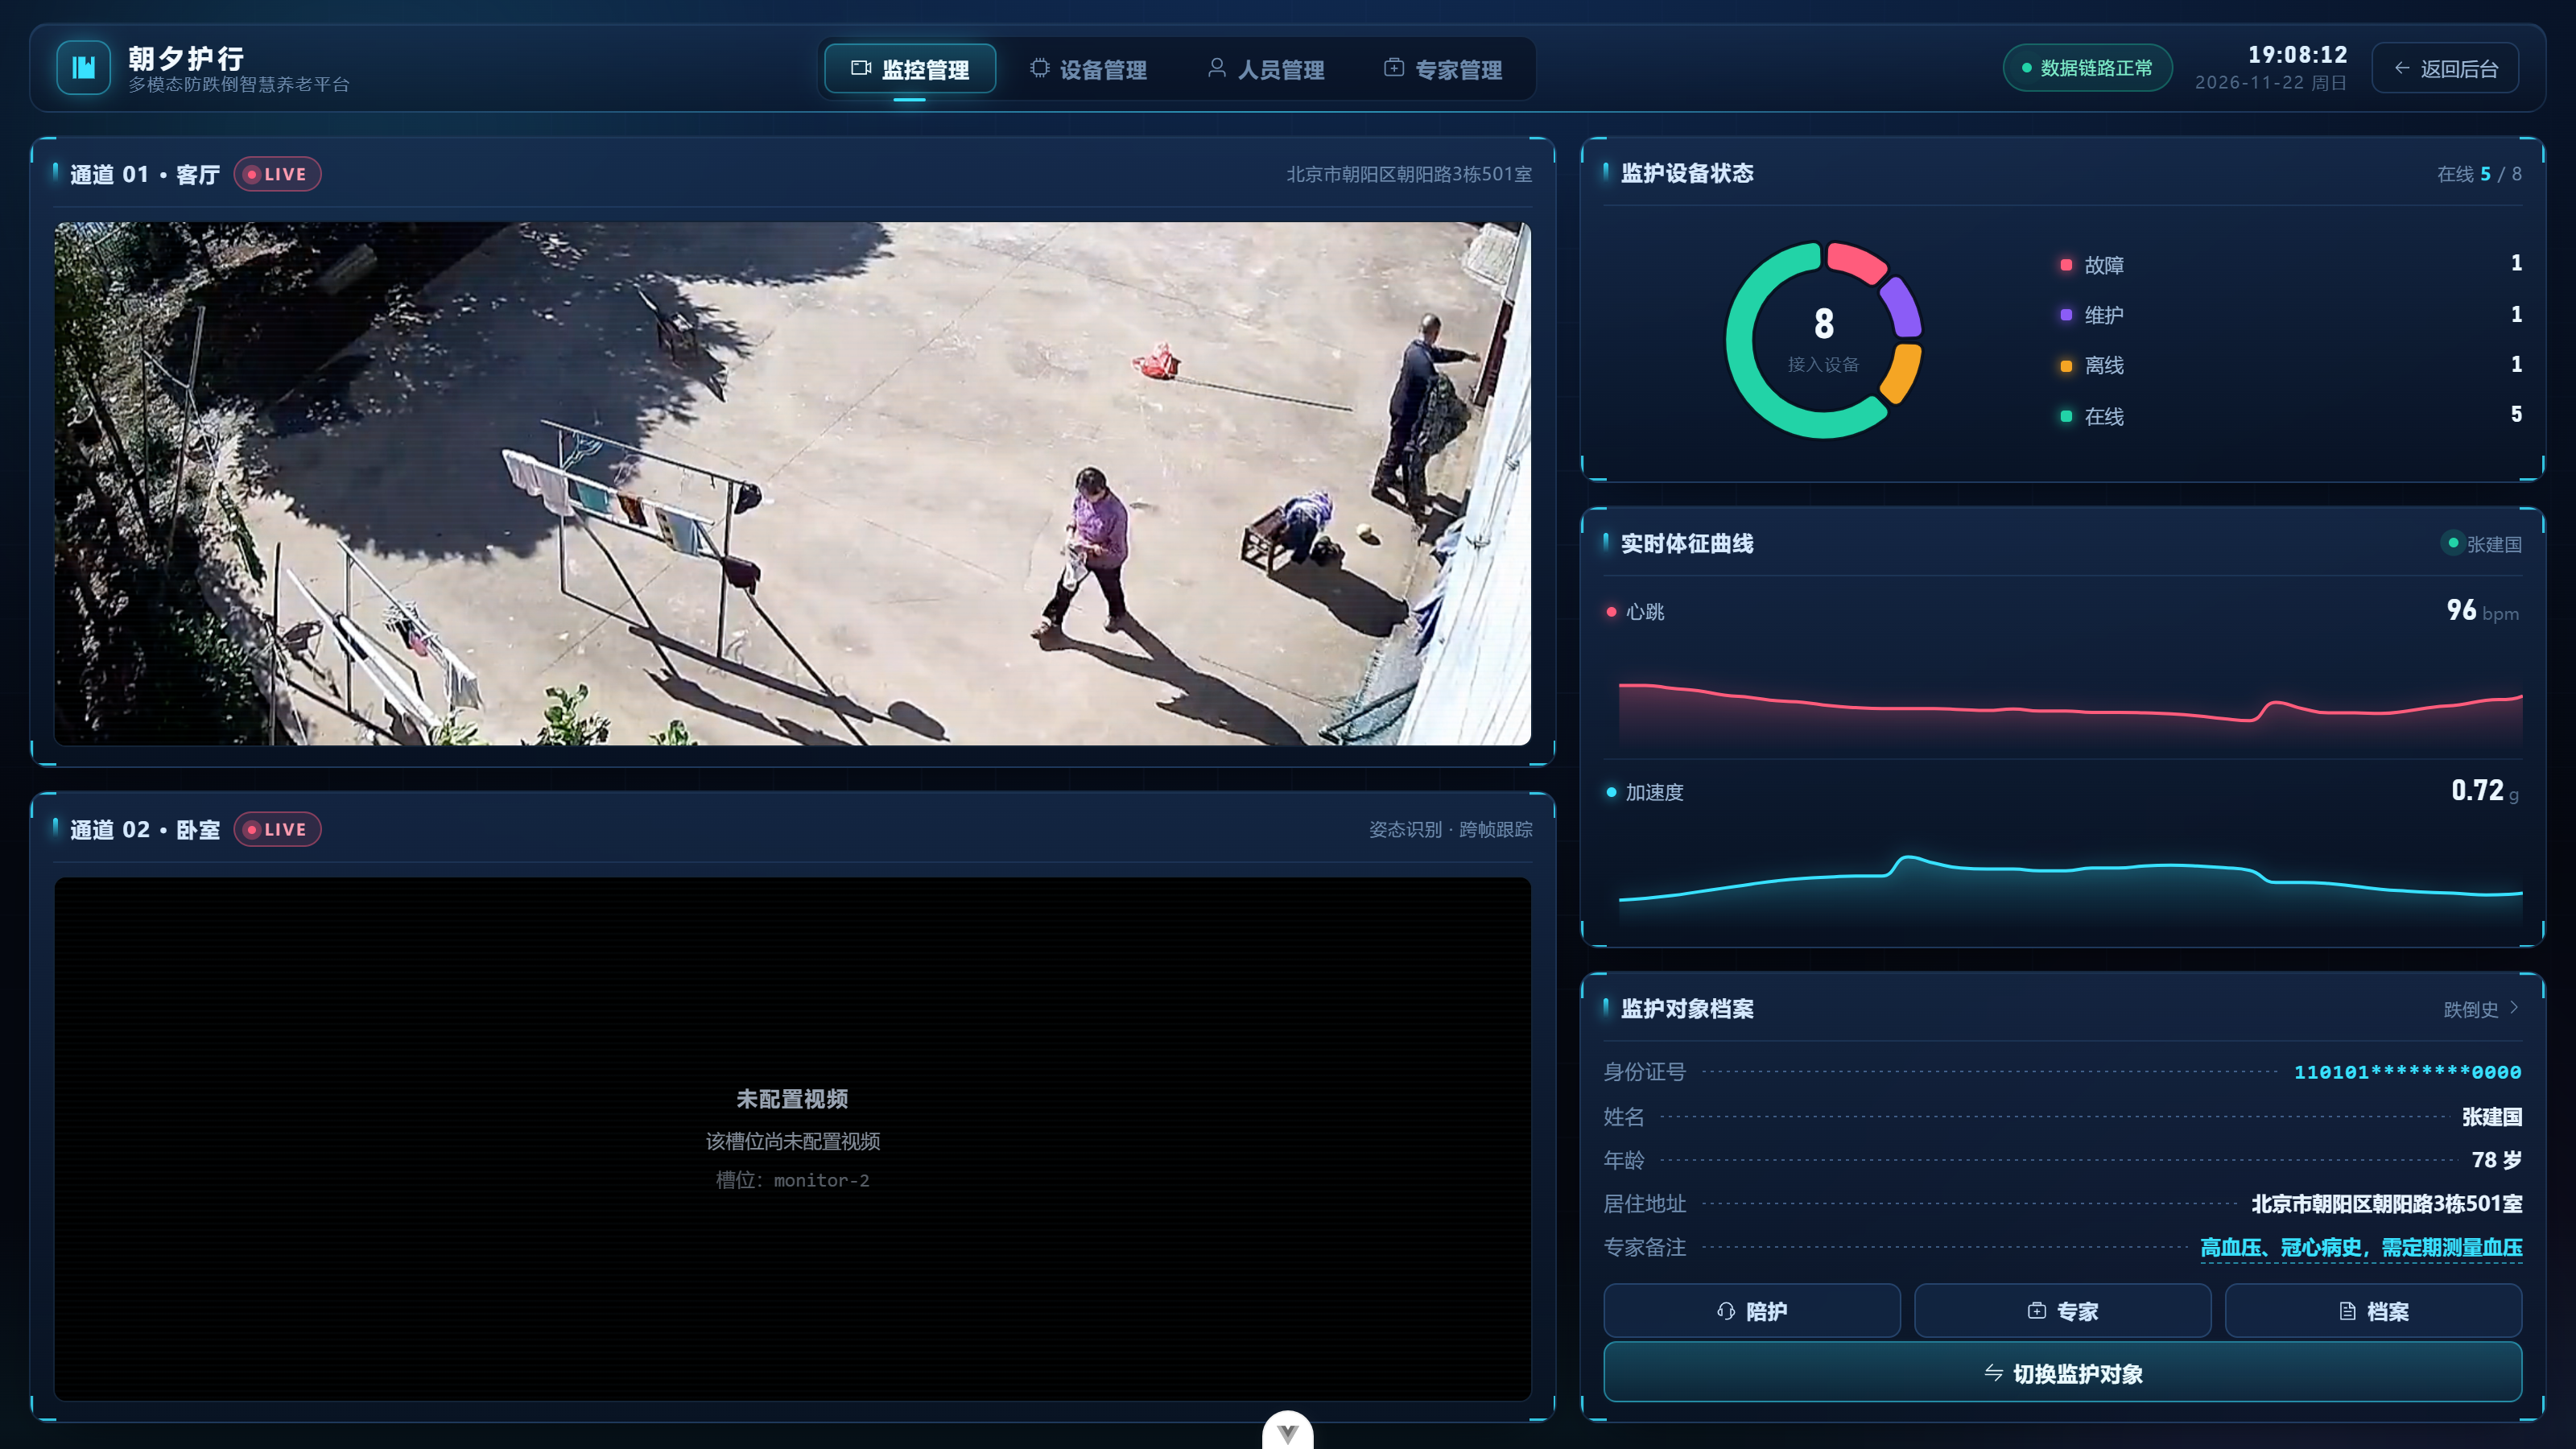 朝夕护行
多模态防跌倒智慧养老平台
监控管理
设备管理
人员管理
专家管理
数据链路正常
19:08:12
2026-11-22 周日
返回后台
通道 01 • 客厅
LIVE
北京市朝阳区朝阳路3栋501室
监护设备状态
在线 5 / 8
8
接入设备
故障 1
维护 1
离线 1
在线 5
实时体征曲线
张建国
心跳
96 bpm
加速度
0.72 g
通道 02 • 卧室
LIVE
姿态识别 · 跨帧跟踪
未配置视频
该槽位尚未配置视频
槽位: monitor-2
监护对象档案
跌倒史
身份证号 110101********0000
姓名 张建国
年龄 78 岁
居住地址 北京市朝阳区朝阳路3栋501室
专家备注 高血压、冠心病史，需定期测量血压
陪护
专家
档案
切换监护对象